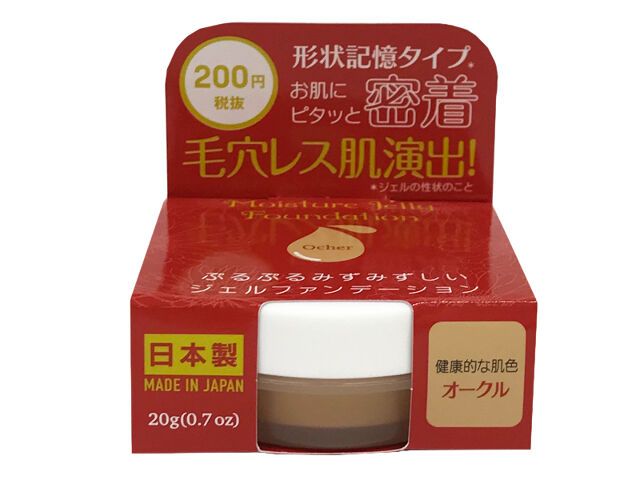 200円
税抜
形状記憶タイプ*
お肌に
ピタッと
密着
毛穴レス肌演出!
*ジェルの性状のこと
Moisture Jelly
Foundation
Ocher
ぷるぷるみずみずしい
ジェルファンデーション
日本製
MADE IN JAPAN
20g(0.7 oz)
健康的な肌色
オークル